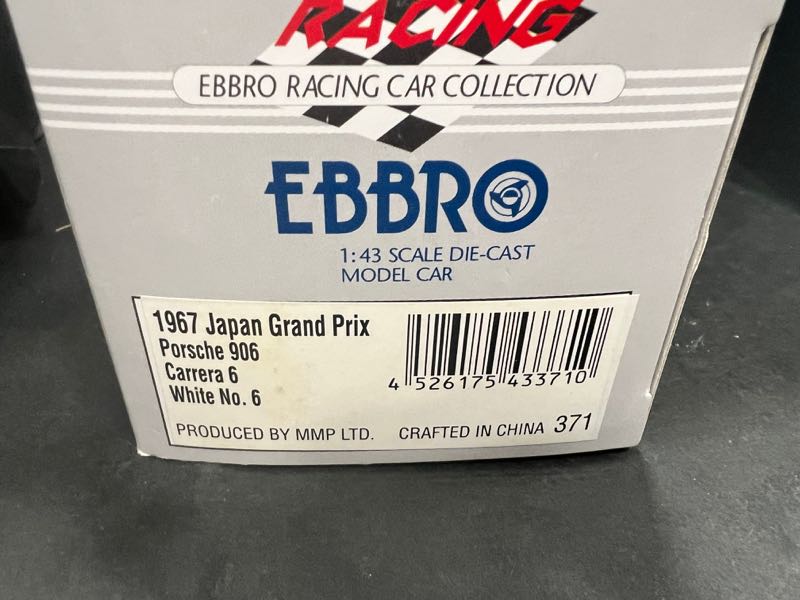 RACING
EBBRO RACING CAR COLLECTION
EBBRO
1:43 SCALE DIE-CAST
MODEL CAR
1967 Japan Grand Prix
Porsche 906
Carrera 6
White No. 6
4 526175 433710
PRODUCED BY MMP LTD. CRAFTED IN CHINA 371